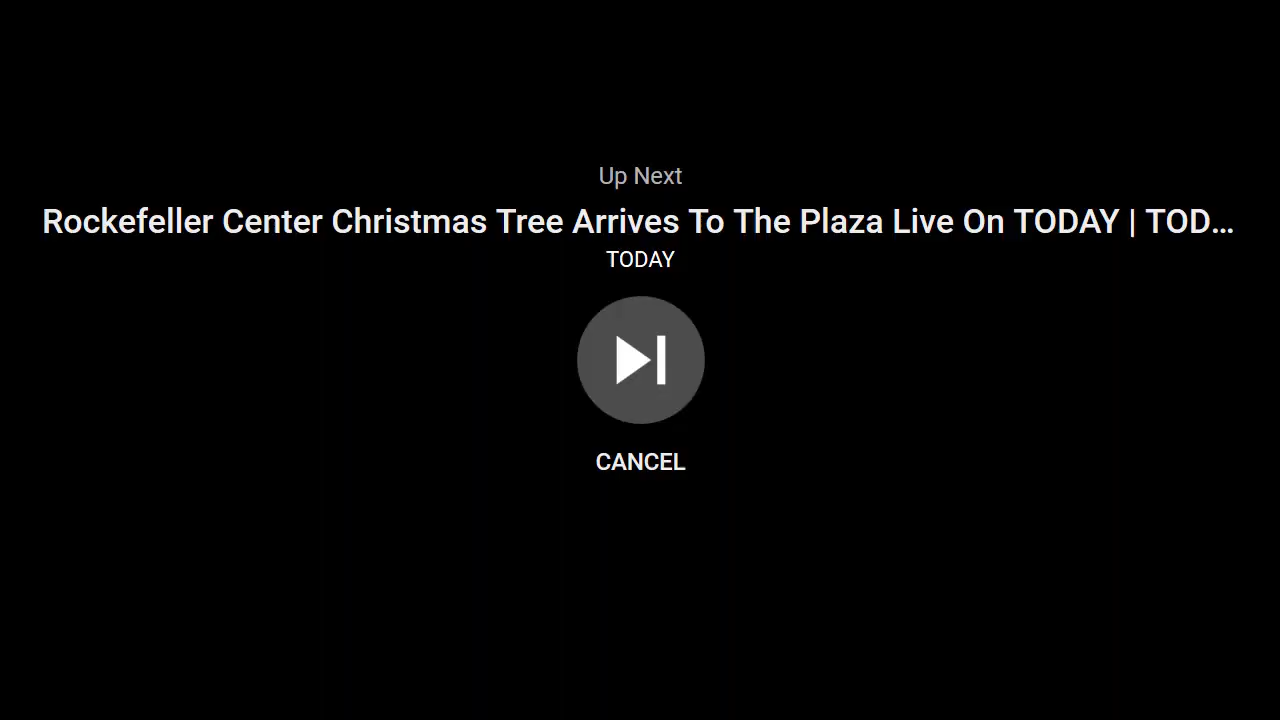 Up Next
Rockefeller Center Christmas Tree Arrives To The Plaza Live On TODAY | TOD...
TODAY
CANCEL